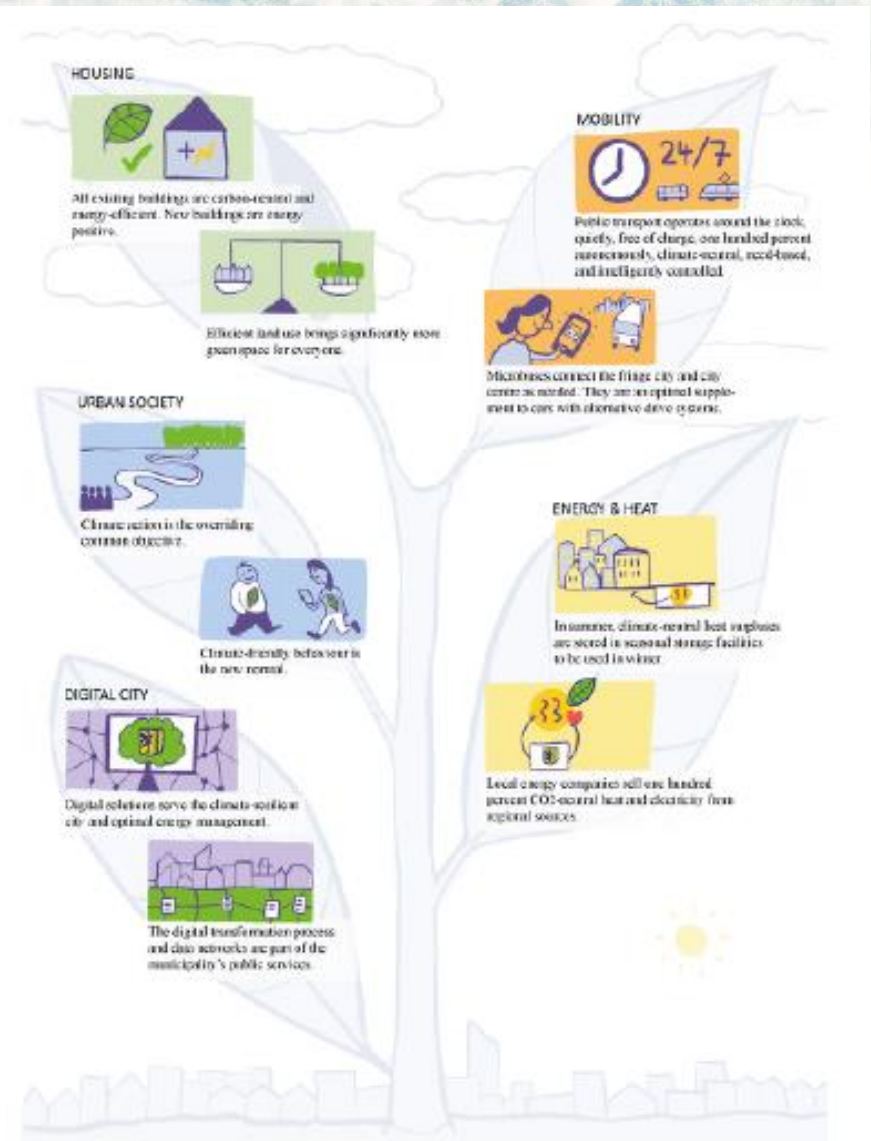 HOUSING
All existing buildings are carbon-neutral and
energy-efficient. New buildings are energy
positive.
Efficient land use brings significantly more
green space for everyone.
URBAN SOCIETY
Climate action is the overriding
common objective.
Climate-friendly behaviour is
the new normal.
DIGITAL CITY
Digital solutions serve the climate-resilient
city and optimal energy management.
The digital transformation process
and data networks are part of the
municipality's public services.
MOBILITY
24/7
Public transport operates around the clock,
quietly, free of charge, one hundred percent
autonomously, climate-neutral, need-based,
and intelligently controlled.
Microbuses connect the fringe city and city
centre as needed. They are an optimal supple-
ment to cars with alternative drive systems.
ENERGY & HEAT
In summer, climate-neutral heat surpluses
are stored in seasonal storage facilities
to be used in winter.
Local energy companies sell one hundred
percent CO2-neutral heat and electricity from
regional sources.